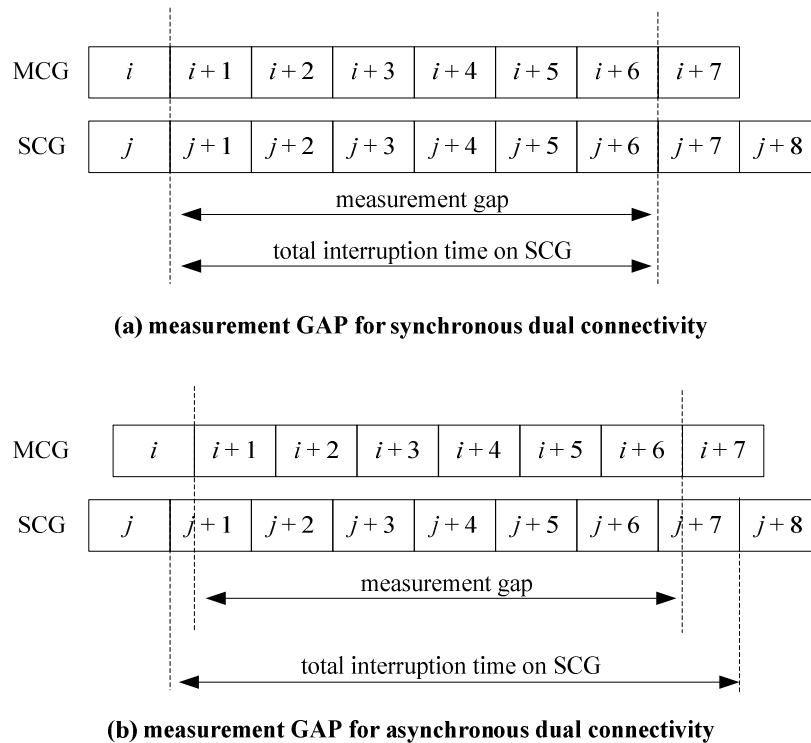 MCG i i + 1 i + 2 i + 3 i + 4 i + 5 i + 6 i + 7
SCG j j + 1 j + 2 j + 3 j + 4 j + 5 j + 6 j + 7 j + 8
measurement gap
total interruption time on SCG
(a) measurement GAP for synchronous dual connectivity
MCG i i + 1 i + 2 i + 3 i + 4 i + 5 i + 6 i + 7
SCG j j + 1 j + 2 j + 3 j + 4 j + 5 j + 6 j + 7 j + 8
measurement gap
total interruption time on SCG
(b) measurement GAP for asynchronous dual connectivity